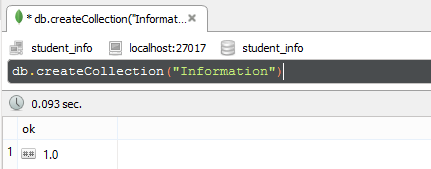 * db.createCollection("Informat...
student_info localhost:27017 student_info
db.createCollection("Information")
0.093 sec.
ok
1 1.0